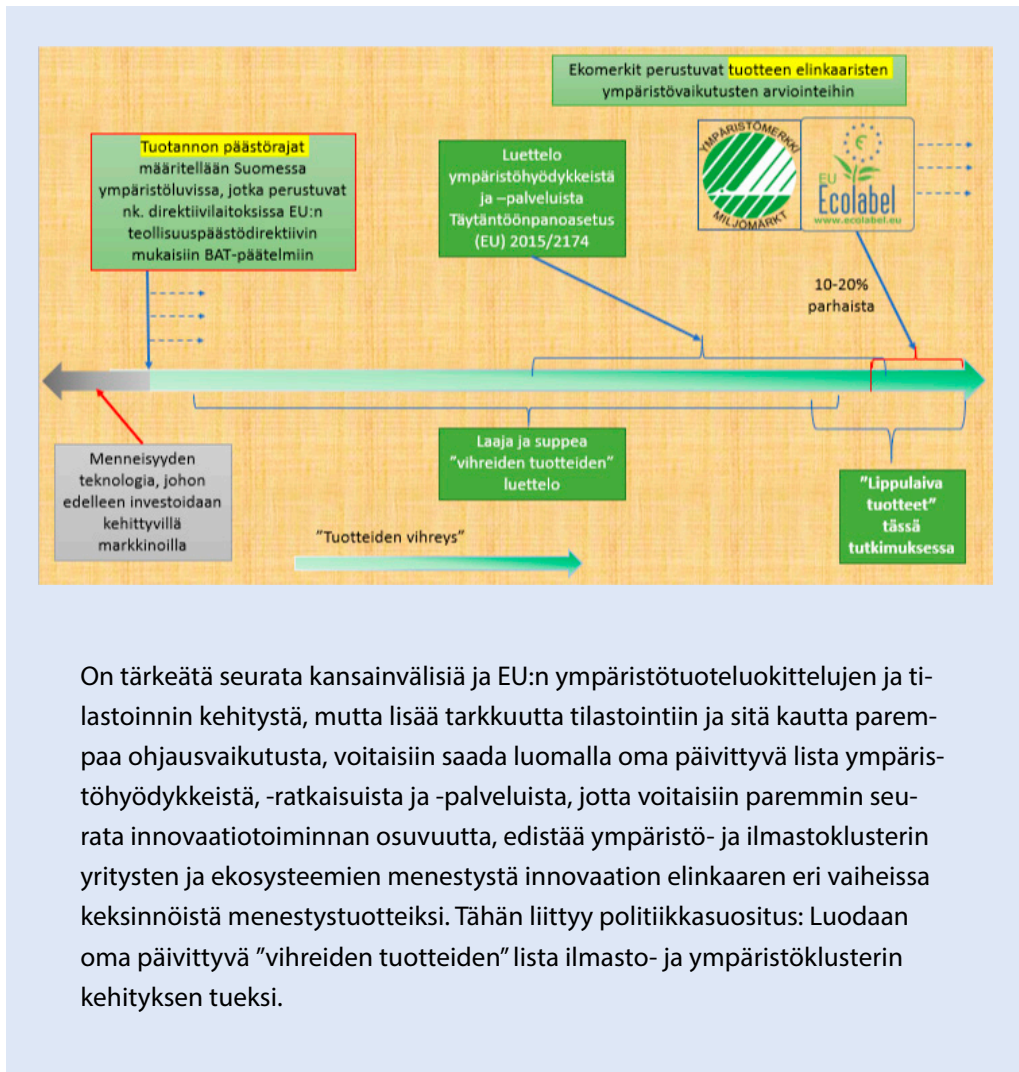 Ekomerkit perustuvat tuotteen elinkaaristen
ympäristövaikutusten arviointeihin
Tuotannon päästörajat
määritellään Suomessa
ympäristöluvissa, jotka perustuvat
nk. direktiivilaitoksissa EU:n
teollisuuspäästödirektiivin
mukaisiin BAT-päätelmiin
Luettelo
ympäristöhyödykkeistä
ja –palveluista
Täytäntöönpanoasetus
(EU) 2015/2174
YMPÄRISTÖMERKKI
MILJÖMÄRKT
EU
Ecolabel
www.ecolabel.eu
10-20%
parhaista
Menneisyyden
teknologia, johon
edelleen investoidaan
kehittyvillä
markkinoilla
Laaja ja suppea
”vihreiden tuotteiden”
luettelo
”Lippulaiva
tuotteet”
tässä
tutkimuksessa
”Tuotteiden vihreys”
On tärkeätä seurata kansainvälisiä ja EU:n ympäristötuoteluokittelujen ja ti-
lastoinnin kehitystä, mutta lisää tarkkuutta tilastointiin ja sitä kautta parem-
paa ohjausvaikutusta, voitaisiin saada luomalla oma päivittyvä lista ympäris-
töhyödykkeistä, -ratkaisuista ja -palveluista, jotta voitaisiin paremmin seu-
rata innovaatiotoiminnan osuvuutta, edistää ympäristö- ja ilmastoklusterin
yritysten ja ekosysteemien menestystä innovaation elinkaaren eri vaiheissa
keksinnöistä menestystuotteiksi. Tähän liittyy politiikkasuositus: Luodaan
oma päivittyvä ”vihreiden tuotteiden” lista ilmasto- ja ympäristöklusterin
kehityksen tueksi.